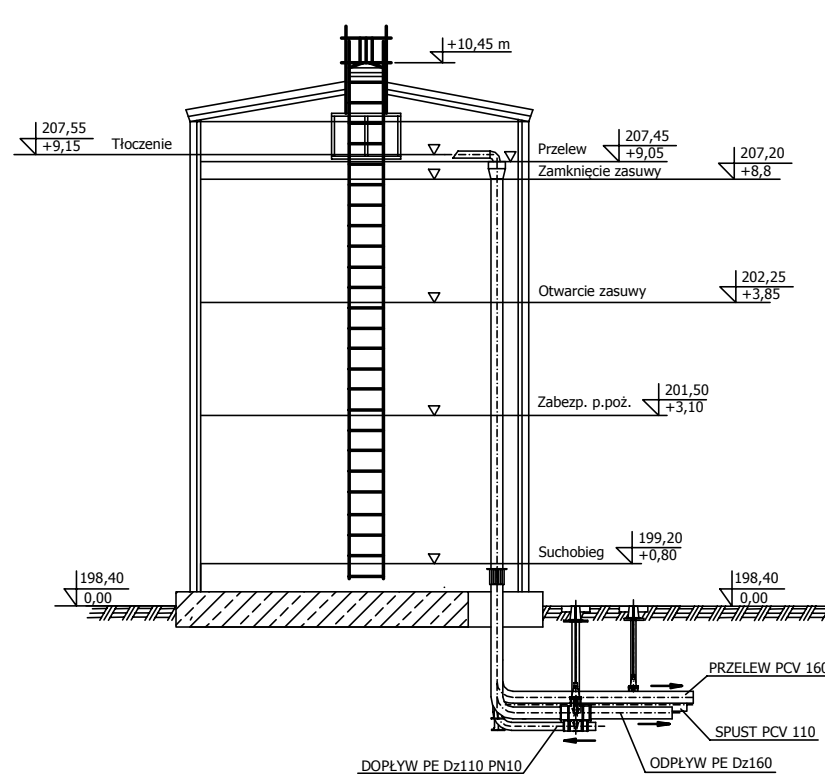 +10,45 m
207,55
+9,15
Tłoczenie
Przelew
207,45
+9,05
207,20
+8,8
Zamknięcie zasuwy
Otwarcie zasuwy
202,25
+3,85
Zabezp. p.poż.
201,50
+3,10
Suchobieg
199,20
+0,80
198,40
0,00
198,40
0,00
PRZELEW PCV 160
SPUST PCV 110
DOPŁYW PE Dz110 PN10
ODPŁYW PE Dz160